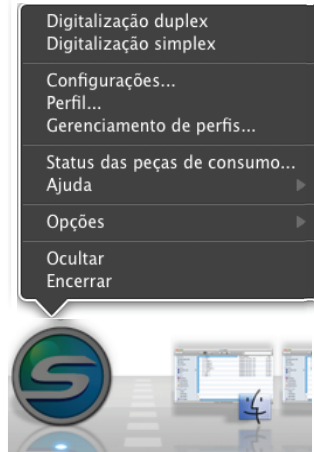 Digitalização duplex
Digitalização simplex
Configurações...
Perfil...
Gerenciamento de perfis...
Status das peças de consumo...
Ajuda
Opções
Ocultar
Encerrar